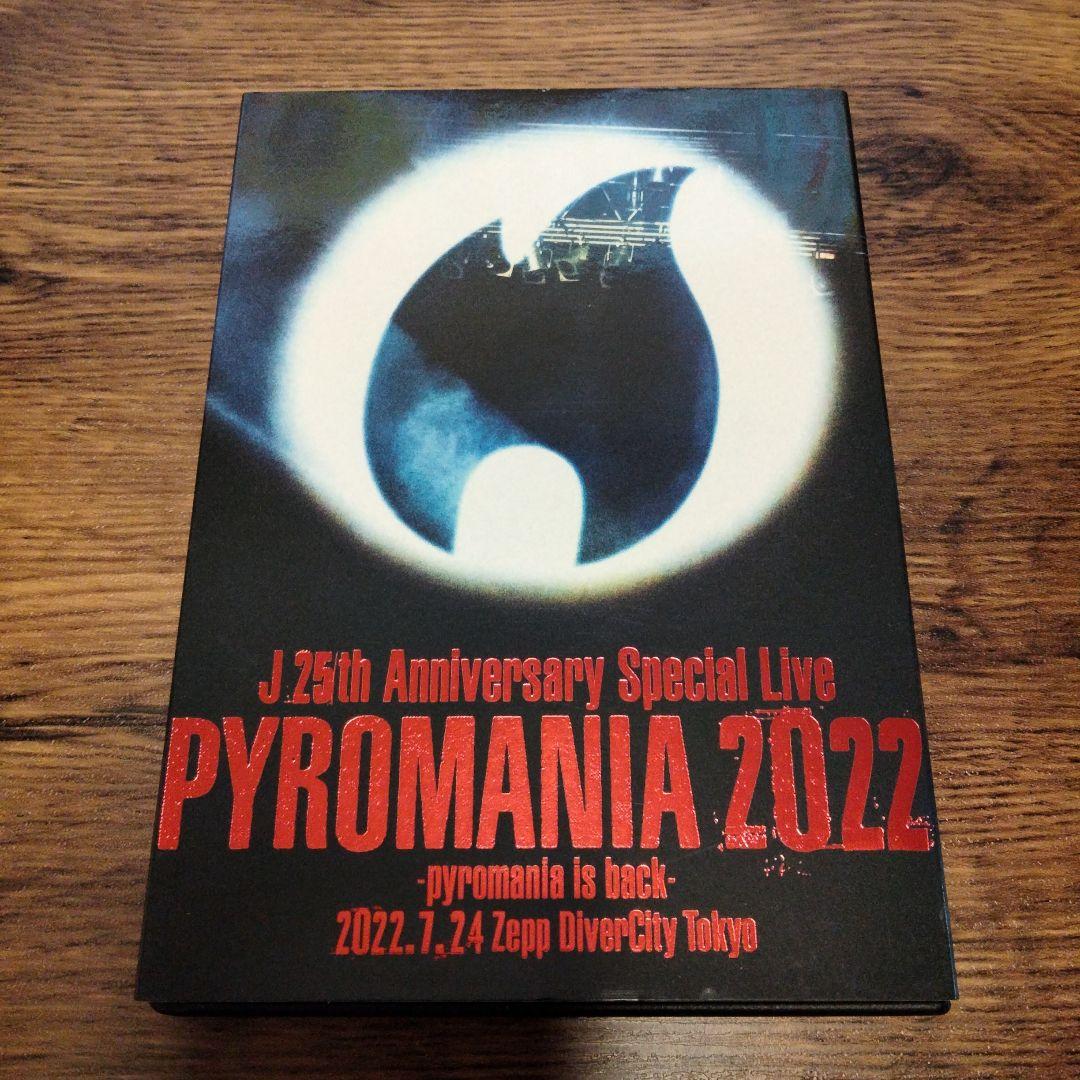 J 25th Anniversary Special Live
PYROMANIA 2022
-pyromania is back-
2022.7.24 Zepp DiverCity Tokyo